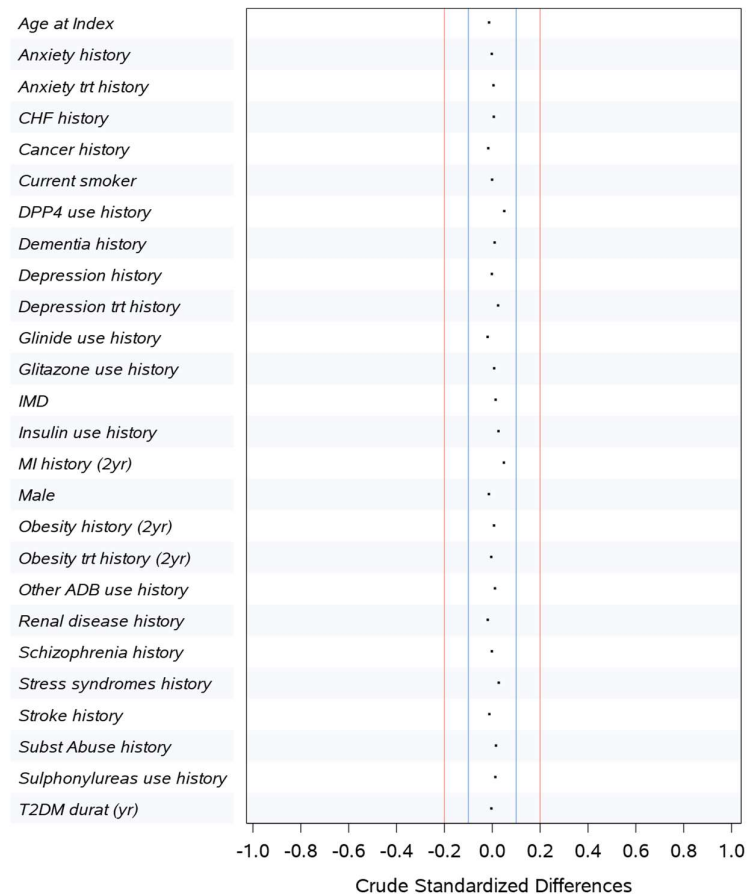 Age at Index
Anxiety history
Anxiety trt history
CHF history
Cancer history
Current smoker
DPP4 use history
Dementia history
Depression history
Depression trt history
Glinide use history
Glitazone use history
IMD
Insulin use history
MI history (2yr)
Male
Obesity history (2yr)
Obesity trt history (2yr)
Other ADB use history
Renal disease history
Schizophrenia history
Stress syndromes history
Stroke history
Subst Abuse history
Sulphonylureas use history
T2DM durat (yr)
-1.0 -0.8 -0.6 -0.4 -0.2 0.0 0.2 0.4 0.6 0.8 1.0
Crude Standardized Differences